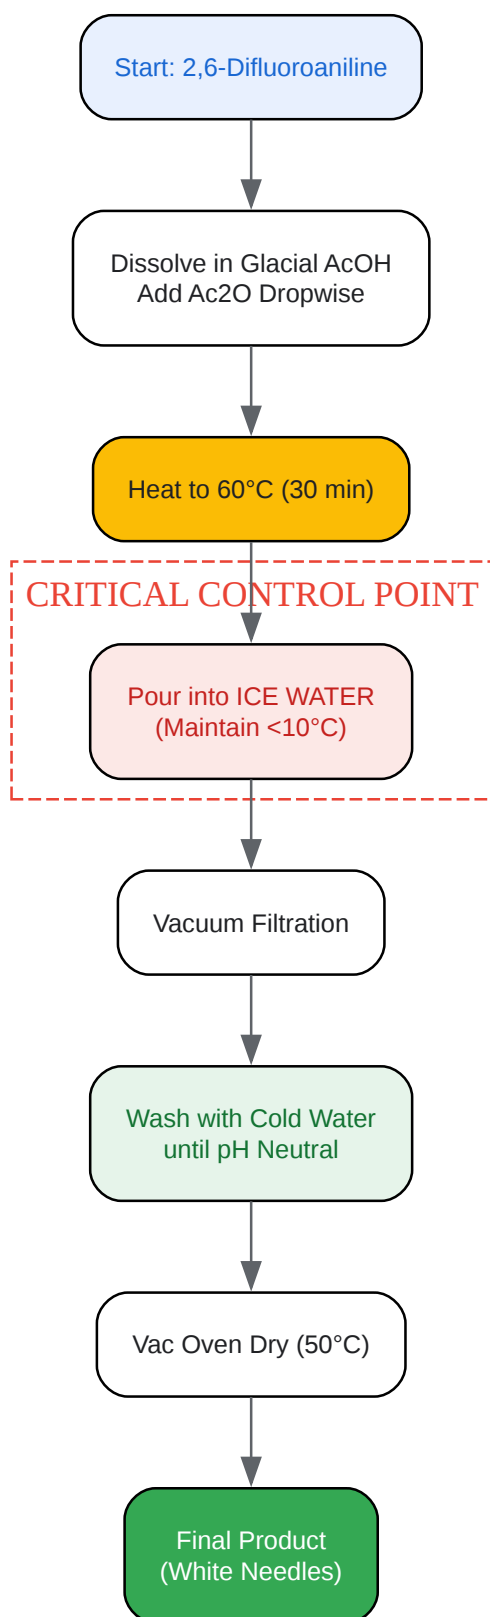 Start: 2,6-Difluoroaniline
Dissolve in Glacial AcOH
Add Ac2O Dropwise
Heat to 60°C (30 min)
CRITICAL CONTROL POINT
Pour into ICE WATER
(Maintain <10°C)
Vacuum Filtration
Wash with Cold Water
until pH Neutral
Vac Oven Dry (50°C)
Final Product
(White Needles)